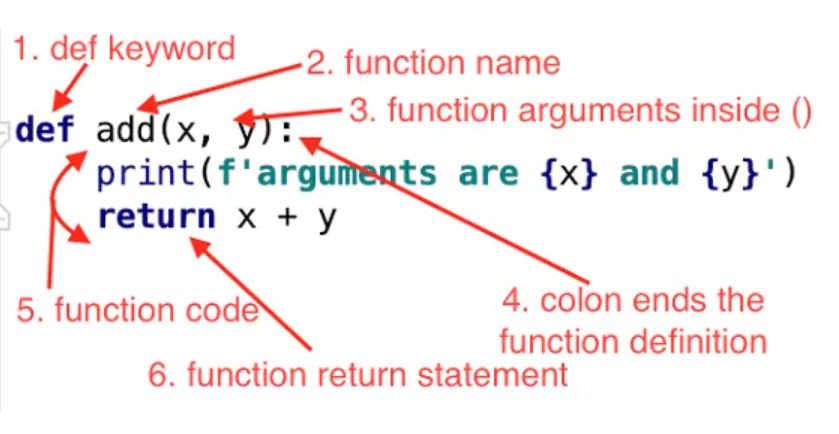 1. def keyword
2. function name
3. function arguments inside ()
def add(x, y):
    print(f'arguments are {x} and {y}')
    return x + y
5. function code
4. colon ends the
function definition
6. function return statement